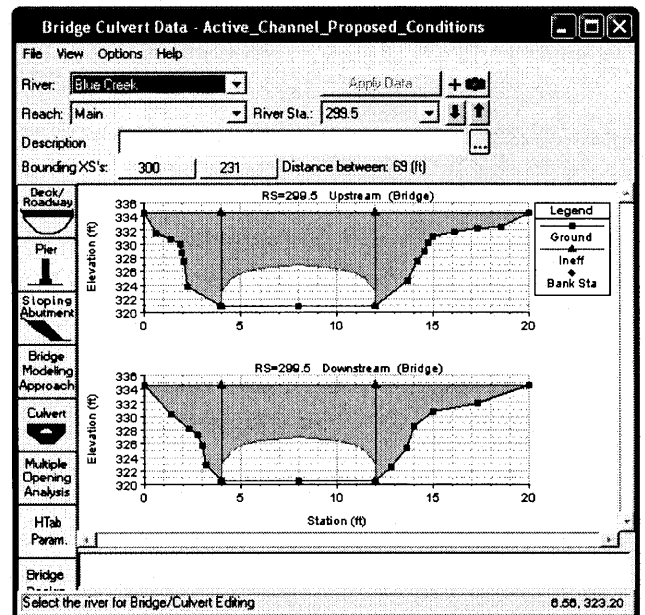 Bridge Culvert Data - Active_Channel_Proposed_Conditions
File View Options Help
River: Blue Creek Apply Data
Reach: Main River Sta.: 299.5
Description ...
Bounding XS's: 300 231 Distance between: 69 (ft)
Deck/
Roadway
Pier
Sloping
Abutment
Bridge
Modeling
Approach
Culvert
Multiple
Opening
Analysis
HTab
Param.
Bridge
RS=299.5 Upstream (Bridge)
Elevation (ft)
336
334
332
330
328
326
324
322
320
0 5 10 15 20
Legend
Ground
Ineff
Bank Sta
RS=299.5 Downstream (Bridge)
Elevation (ft)
336
334
332
330
328
326
324
322
320
0 5 10 15 20
Station (ft)
Select the river for Bridge/Culvert Editing 6.56, 323.20